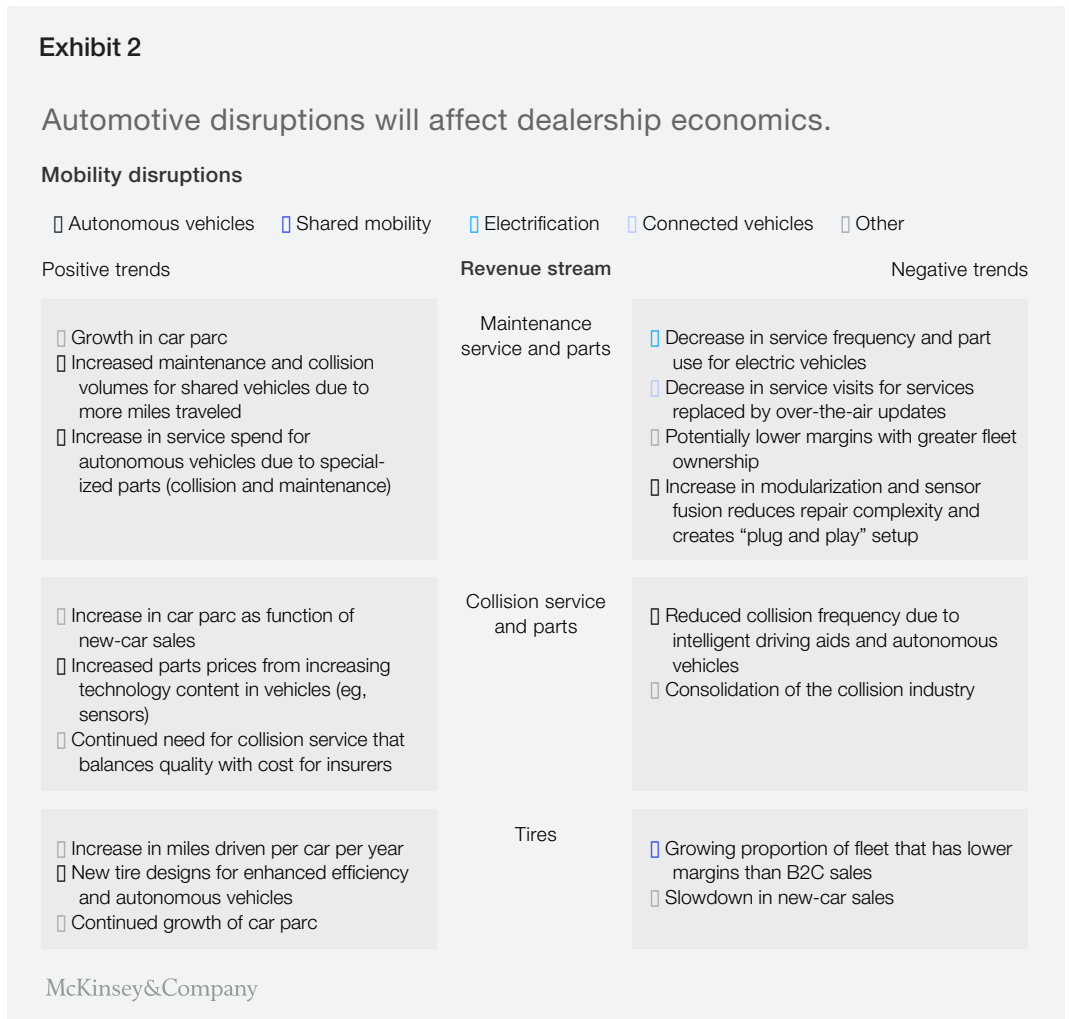 Exhibit 2
Automotive disruptions will affect dealership economics.
Mobility disruptions
▯ Autonomous vehicles ▯ Shared mobility ▯ Electrification ▯ Connected vehicles ▯ Other
Positive trends
Revenue stream
Negative trends
▯ Growth in car parc
▯ Increased maintenance and collision
volumes for shared vehicles due to
more miles traveled
▯ Increase in service spend for
autonomous vehicles due to special-
ized parts (collision and maintenance)
Maintenance
service and parts
▯ Decrease in service frequency and part
use for electric vehicles
▯ Decrease in service visits for services
replaced by over-the-air updates
▯ Potentially lower margins with greater fleet
ownership
▯ Increase in modularization and sensor
fusion reduces repair complexity and
creates “plug and play” setup
▯ Increase in car parc as function of
new-car sales
▯ Increased parts prices from increasing
technology content in vehicles (eg,
sensors)
▯ Continued need for collision service that
balances quality with cost for insurers
Collision service
and parts
▯ Reduced collision frequency due to
intelligent driving aids and autonomous
vehicles
▯ Consolidation of the collision industry
▯ Increase in miles driven per car per year
▯ New tire designs for enhanced efficiency
and autonomous vehicles
▯ Continued growth of car parc
Tires
▯ Growing proportion of fleet that has lower
margins than B2C sales
▯ Slowdown in new-car sales
McKinsey&Company